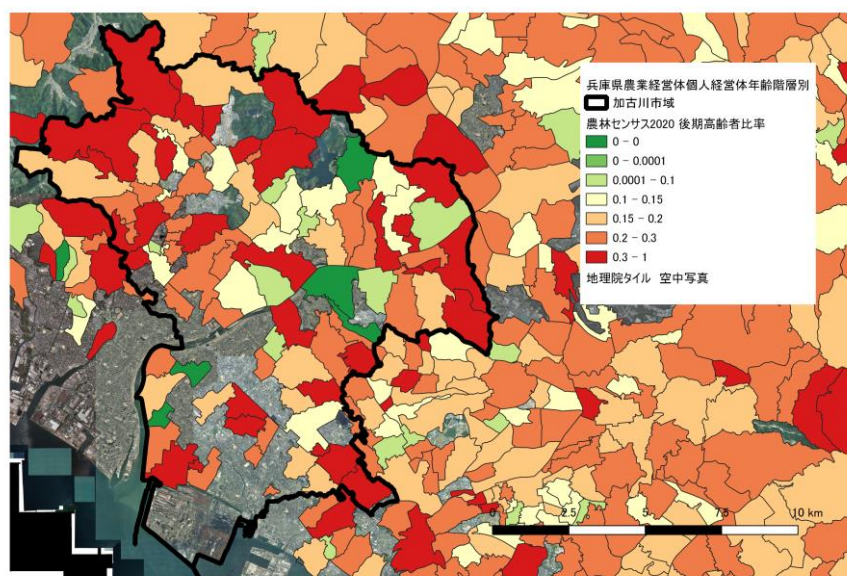 兵庫県農業経営体個人経営体年齢階層別
加古川市域
農林センサス2020 後期高齢者比率
0 - 0
0 - 0.0001
0.0001 - 0.1
0.1 - 0.15
0.15 - 0.2
0.2 - 0.3
0.3 - 1
地理院タイル 空中写真
0 2.5 5 7.5 10 km